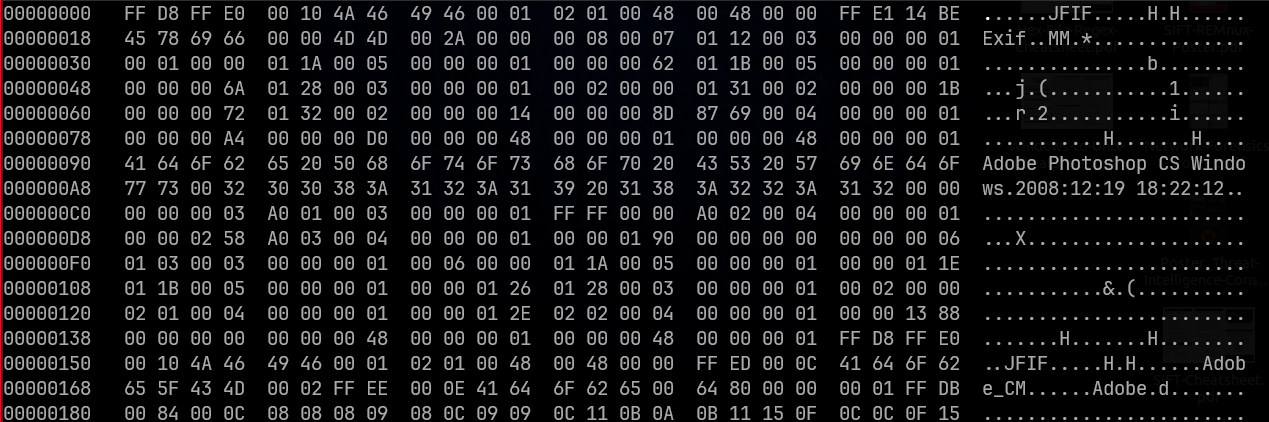 00000000 FF D8 FF E0 00 10 4A 46 49 46 00 01 02 01 00 48 00 48 00 00 FF E1 14 BE ......JFIF.....H.H......
00000018 45 78 69 66 00 00 4D 4D 00 2A 00 00 00 08 00 07 01 12 00 03 00 00 00 01 Exif..MM.*..............
00000030 00 01 00 00 01 1A 00 05 00 00 00 01 00 00 00 62 01 1B 00 05 00 00 00 01 ...............b........
00000048 00 00 00 6A 01 28 00 03 00 00 00 01 00 02 00 00 01 31 00 02 00 00 00 1B ...j.(...........1......
00000060 00 00 00 72 01 32 00 02 00 00 00 14 00 00 00 8D 87 69 00 04 00 00 00 01 ...r.2...........i......
00000078 00 00 00 A4 00 00 00 D0 00 00 00 48 00 00 00 01 00 00 00 48 00 00 00 01 ...........H.......H....
00000090 41 64 6F 62 65 20 50 68 6F 74 6F 73 68 6F 70 20 43 53 20 57 69 6E 64 6F Adobe Photoshop CS Windo
000000A8 77 73 00 32 30 30 38 3A 31 32 3A 31 39 20 31 38 3A 32 32 3A 31 32 00 00 ws.2008:12:19 18:22:12..
000000C0 00 00 00 03 A0 01 00 03 00 00 00 01 FF FF 00 00 A0 02 00 04 00 00 00 01 ........................
000000D8 00 00 02 58 A0 03 00 04 00 00 00 01 00 00 01 90 00 00 00 00 00 00 00 06 ...X....................
000000F0 01 03 00 03 00 00 00 01 00 06 00 00 01 1A 00 05 00 00 00 01 00 00 01 1E ........................
00000108 01 1B 00 05 00 00 00 01 00 00 01 26 01 28 00 03 00 00 00 01 00 02 00 00 ...........&.(..........
00000120 02 01 00 04 00 00 00 01 00 00 01 2E 02 02 00 04 00 00 00 01 00 00 13 88 ........................
00000138 00 00 00 00 00 00 00 48 00 00 00 01 00 00 00 48 00 00 00 01 FF D8 FF E0 .......H.......H........
00000150 00 10 4A 46 49 46 00 01 02 01 00 48 00 48 00 00 FF ED 00 0C 41 64 6F 62 ..JFIF.....H.H......Adob
00000168 65 5F 43 4D 00 02 FF EE 00 0E 41 64 6F 62 65 00 64 80 00 00 00 01 FF DB e_CM......Adobe.d.......
00000180 00 84 00 0C 08 08 08 09 08 0C 09 09 0C 11 0B 0A 0B 11 15 0F 0C 0C 0F 15 ........................